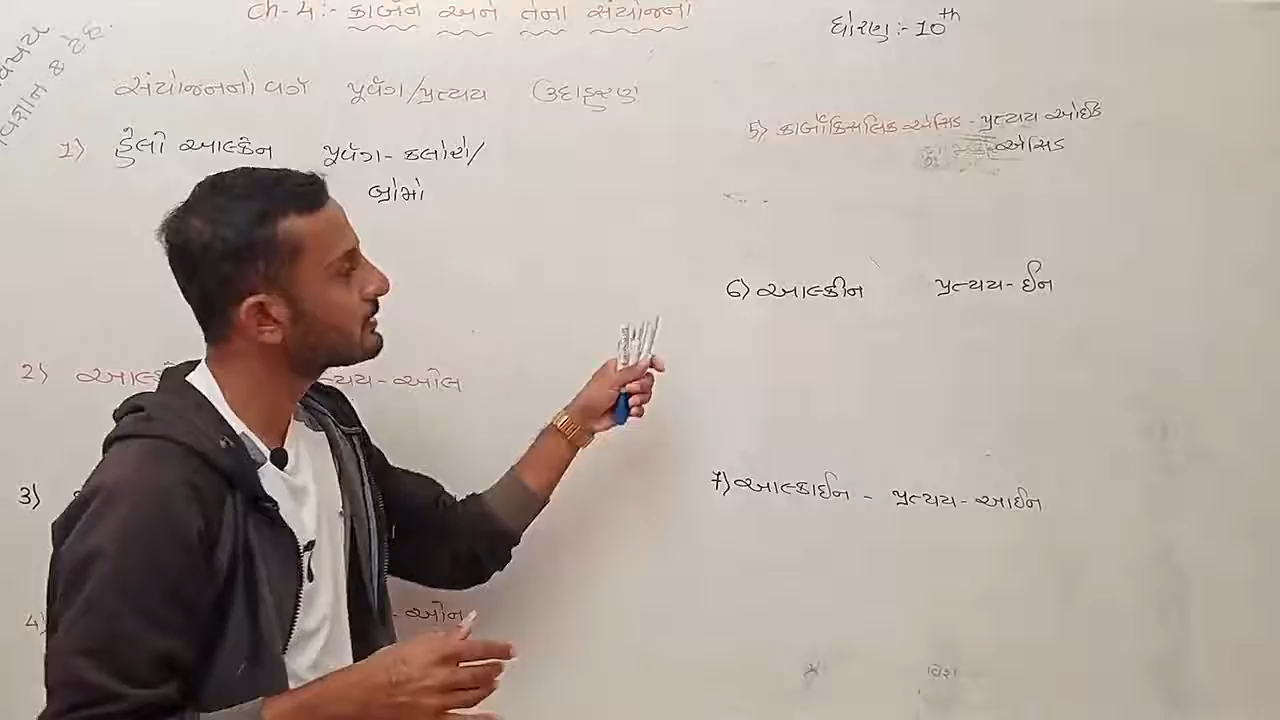 Ch-4:- કાર્બન અને તેના સંયોજનો
ધોરણ:- 10th
વિષય
વિજ્ઞાન & ટેક.
સંયોજનનો વર્ગ પૂર્વગ/પ્રત્યય ઉદાહરણ
1) હેલો આલ્કેન પૂર્વગ- ક્લોરો/
બ્રોમો
2) પ્રત્યય-ઓલ
3)
4) - ઓન
5) કાર્બોક્સિલિક એસિડ - પ્રત્યય ઓઈક
એસિડ
6) આલ્કીન પ્રત્યય- ઈન
7) આલ્કાઈન - પ્રત્યય- આઈન